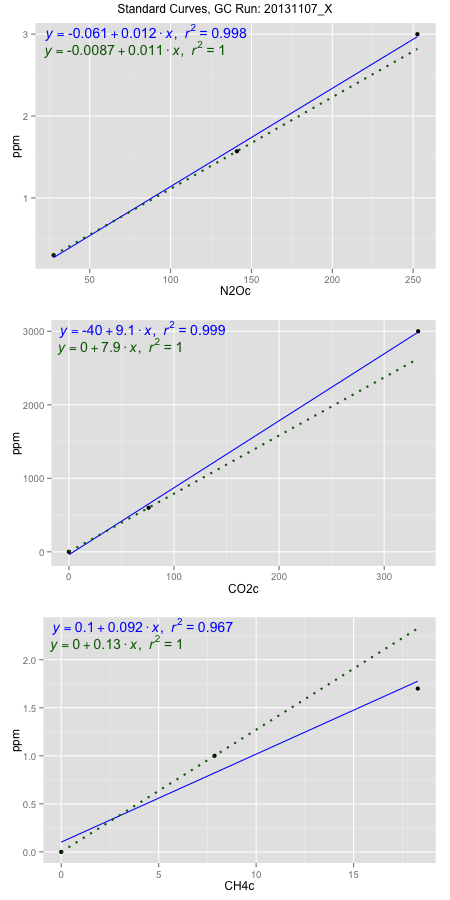 Standard Curves, GC Run: 20131107_X
y = -0.061 + 0.012 · x, r² = 0.998
y = -0.0087 + 0.011 · x, r² = 1
3
2
1
ppm
50 100 150 200 250
N2Oc
y = -40 + 9.1 · x, r² = 0.999
y = 0 + 7.9 · x, r² = 1
3000
2000
1000
0
ppm
0 100 200 300
CO2c
y = 0.1 + 0.092 · x, r² = 0.967
y = 0 + 0.13 · x, r² = 1
2.0
1.5
1.0
0.5
0.0
ppm
0 5 10 15
CH4c